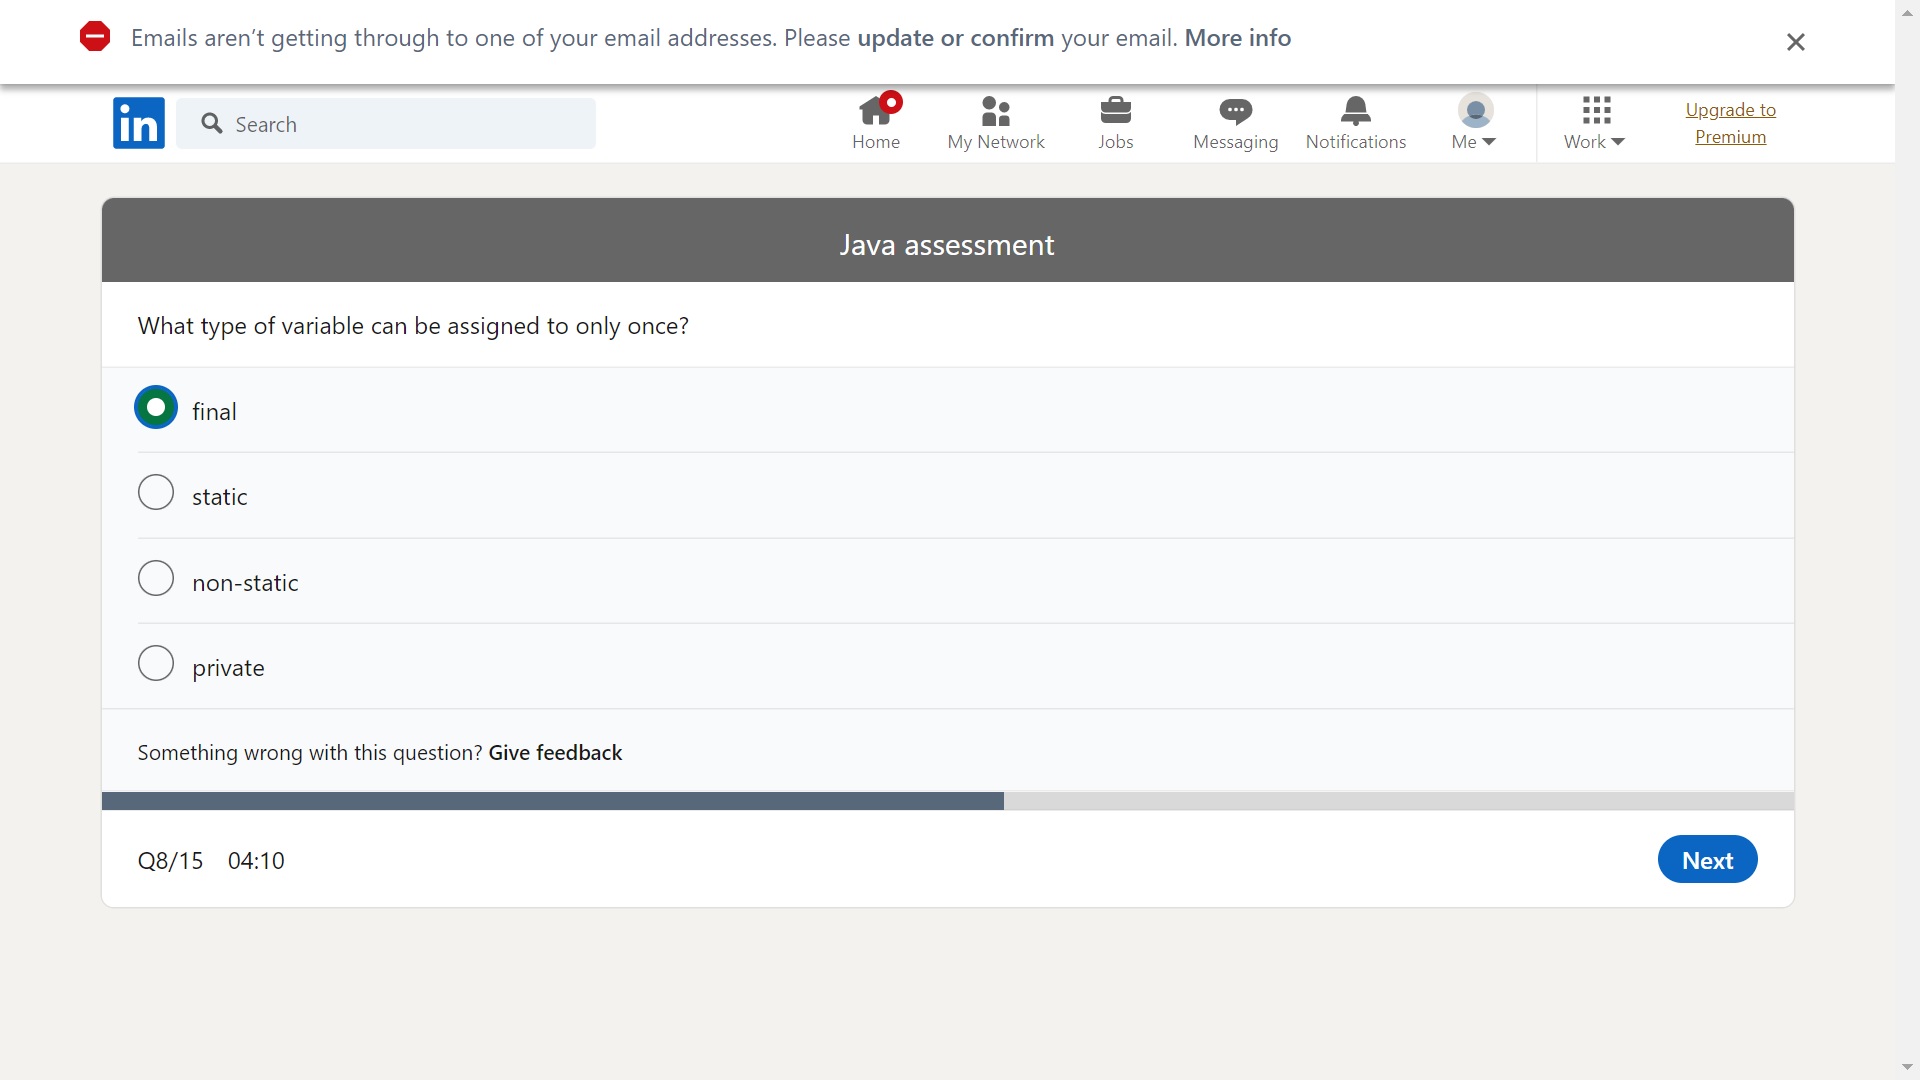 Emails aren't getting through to one of your email addresses. Please update or confirm your email. More info
in
Search
Home
My Network
Jobs
Messaging
Notifications
Me
Work
Upgrade to
Premium
Java assessment
What type of variable can be assigned to only once?
final
static
non-static
private
Something wrong with this question? Give feedback
Q8/15 04:10
Next